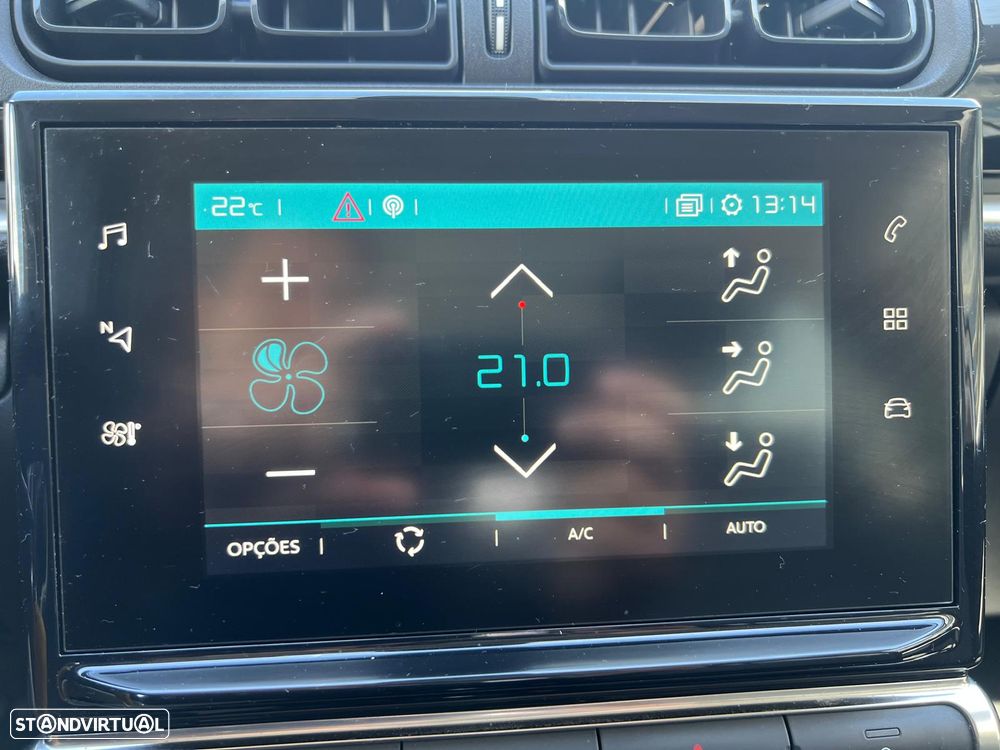 22°C 13:14
N
21.0
OPÇÕES A/C AUTO
STANDVIRTUAL